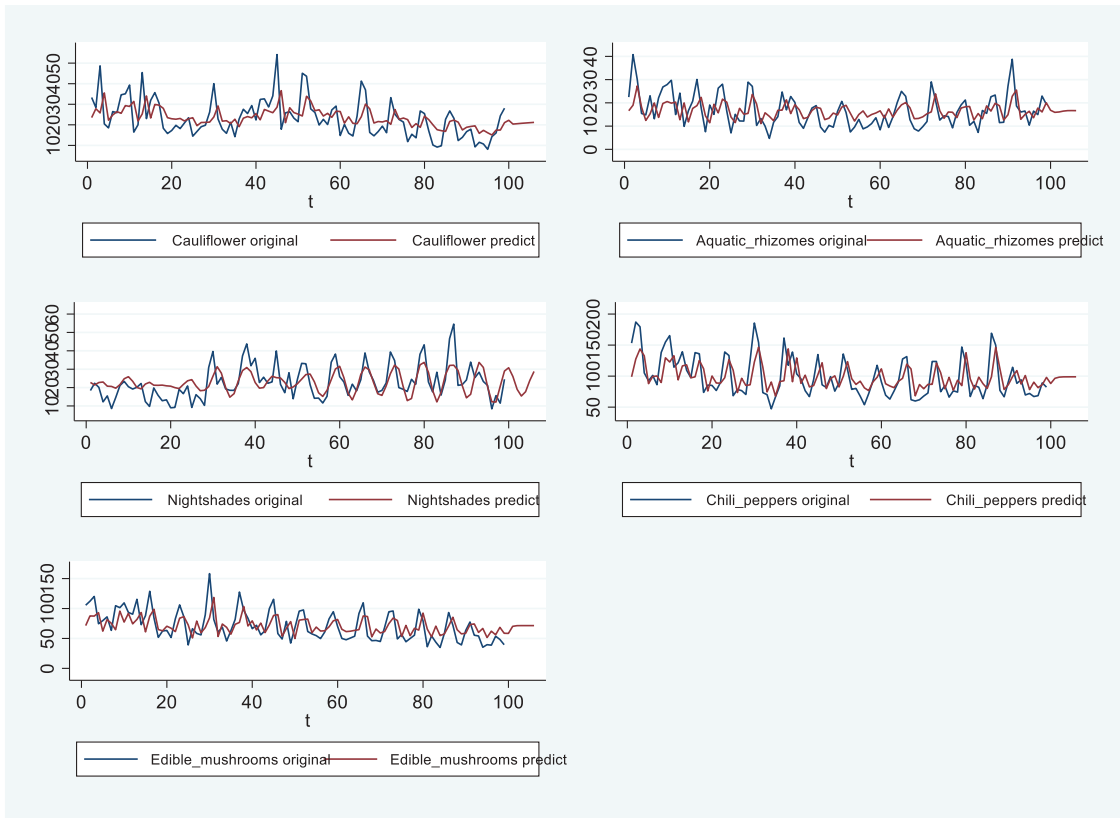 1020304050
0 20 40 60 80 100
t
Cauliflower original Cauliflower predict
0 10203040
0 20 40 60 80 100
t
Aquatic_rhizomes original Aquatic_rhizomes predict
102030405060
0 20 40 60 80 100
t
Nightshades original Nightshades predict
50 100150200
0 20 40 60 80 100
t
Chili_peppers original Chili_peppers predict
0 50 100150
0 20 40 60 80 100
t
Edible_mushrooms original Edible_mushrooms predict